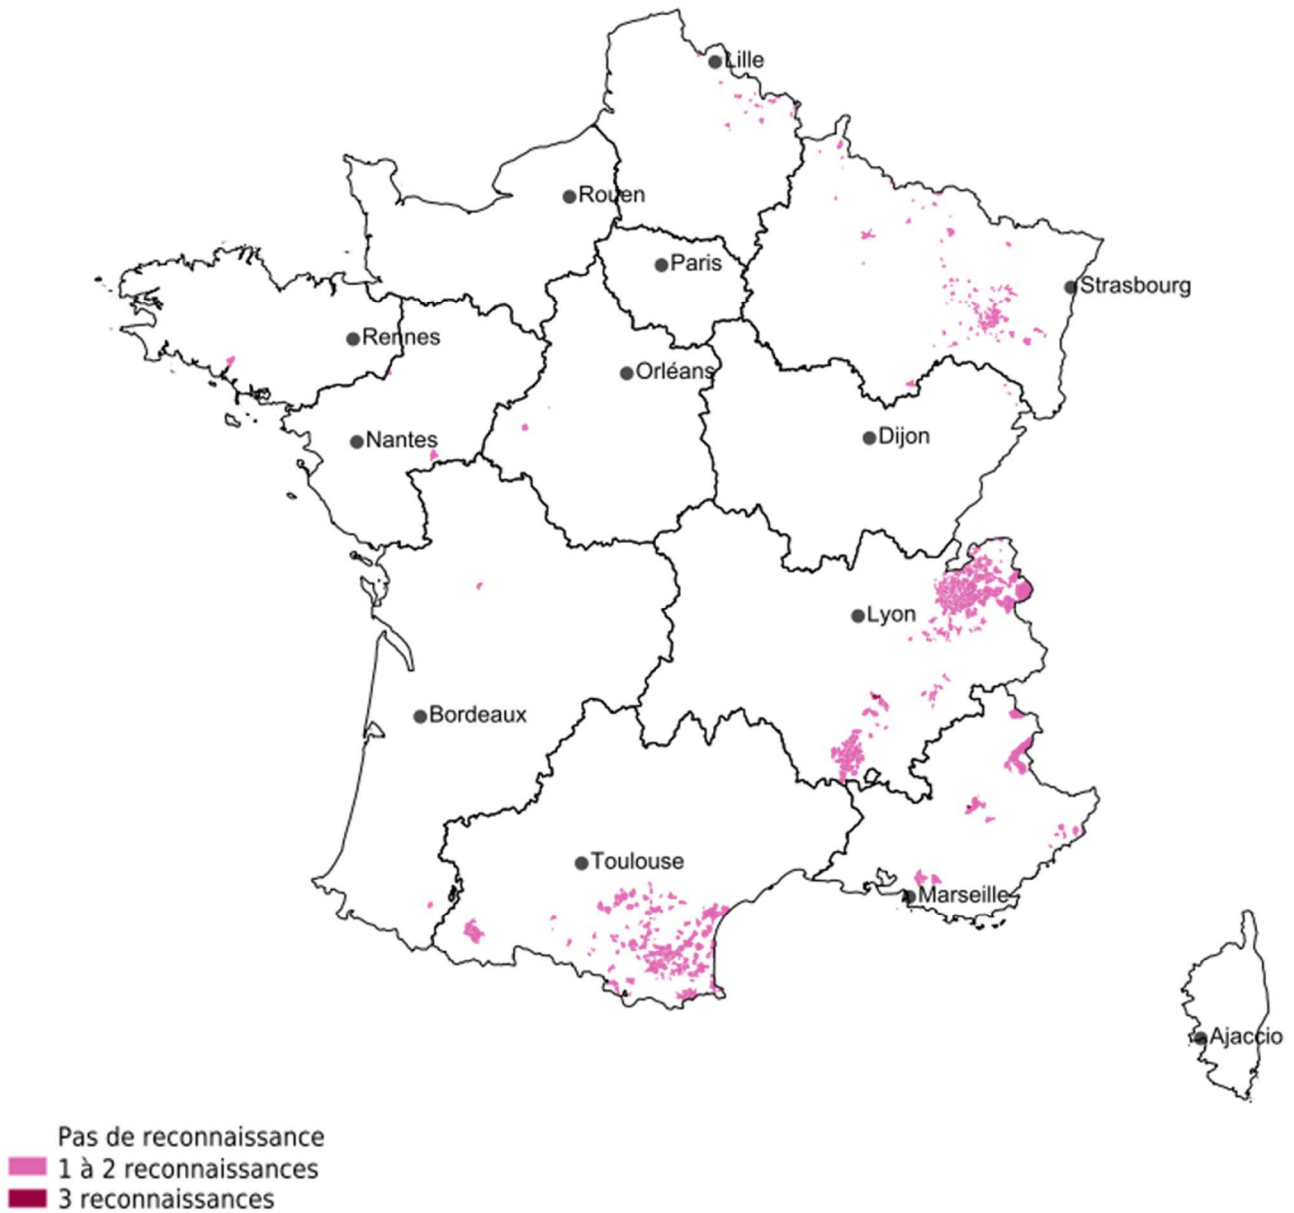 Lille
Rouen
Paris
Strasbourg
Rennes
Orléans
Nantes
Dijon
Lyon
Bordeaux
Toulouse
Marseille
Ajaccio
Pas de reconnaissance
1 à 2 reconnaissances
3 reconnaissances